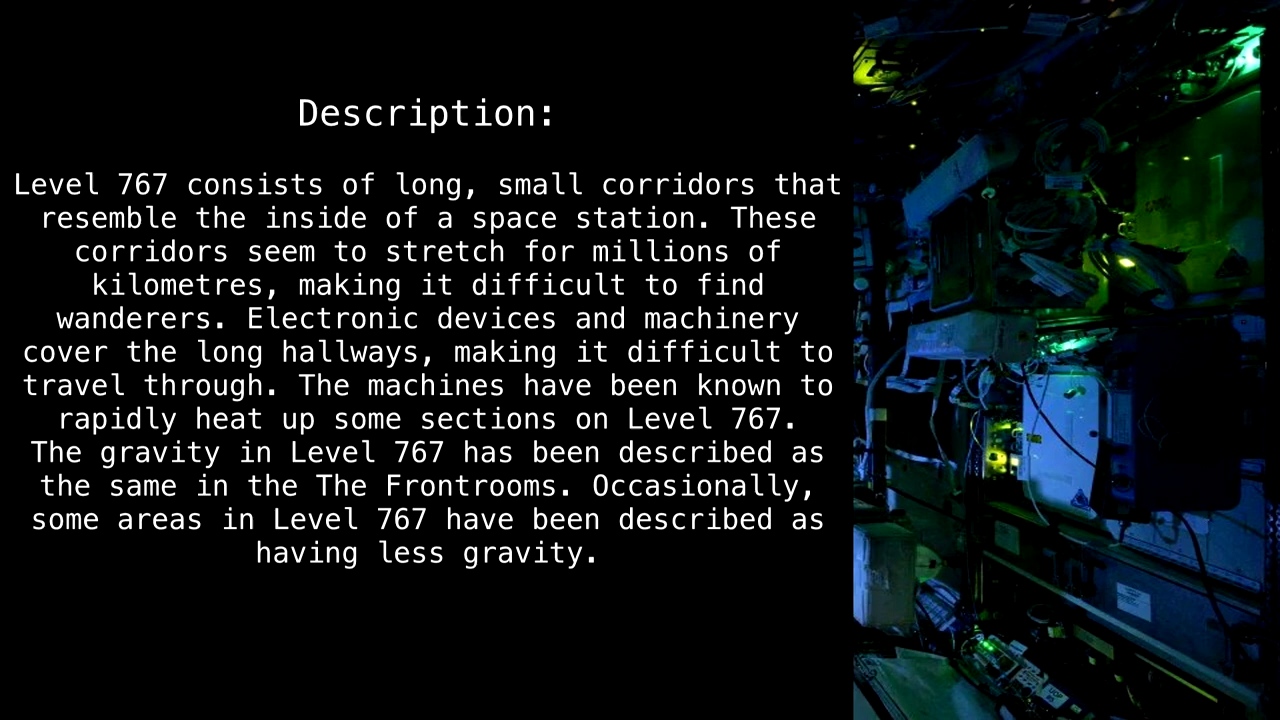 Description:
Level 767 consists of long, small corridors that
resemble the inside of a space station. These
corridors seem to stretch for millions of
kilometres, making it difficult to find
wanderers. Electronic devices and machinery
cover the long hallways, making it difficult to
travel through. The machines have been known to
rapidly heat up some sections on Level 767.
The gravity in Level 767 has been described as
the same in the The Frontrooms. Occasionally,
some areas in Level 767 have been described as
having less gravity.